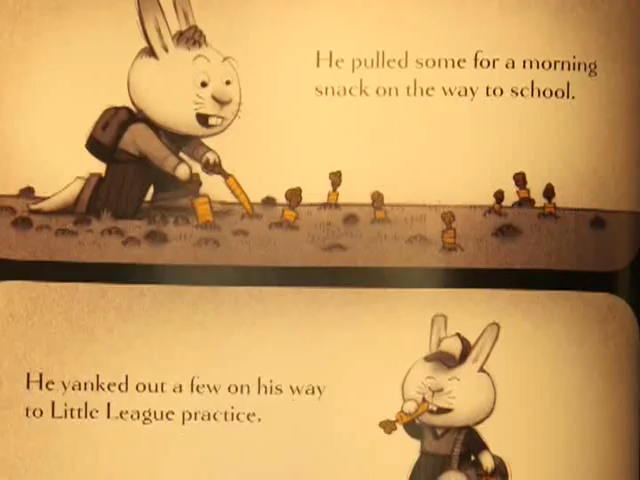 He pulled some for a morning
snack on the way to school.
He yanked out a few on his way
to Little League practice.